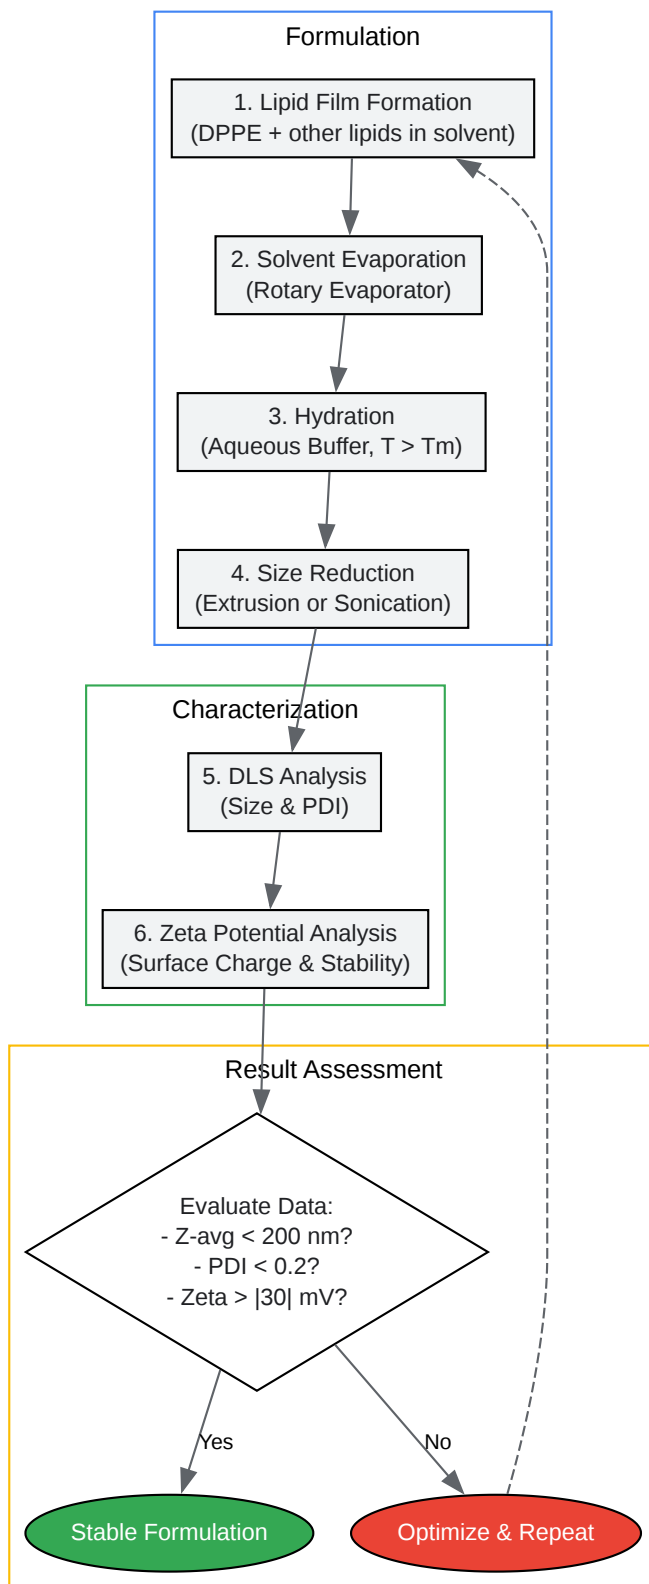 Formulation
1. Lipid Film Formation
(DPPE + other lipids in solvent)
2. Solvent Evaporation
(Rotary Evaporator)
3. Hydration
(Aqueous Buffer, T > Tm)
4. Size Reduction
(Extrusion or Sonication)
Characterization
5. DLS Analysis
(Size & PDI)
6. Zeta Potential Analysis
(Surface Charge & Stability)
Result Assessment
Evaluate Data:
- Z-avg < 200 nm?
- PDI < 0.2?
- Zeta > |30| mV?
Yes
No
Stable Formulation
Optimize & Repeat